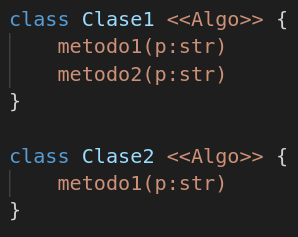 class Clase1 <<Algo>> {
    metodo1(p:str)
    metodo2(p:str)
}

class Clase2 <<Algo>> {
    metodo1(p:str)
}